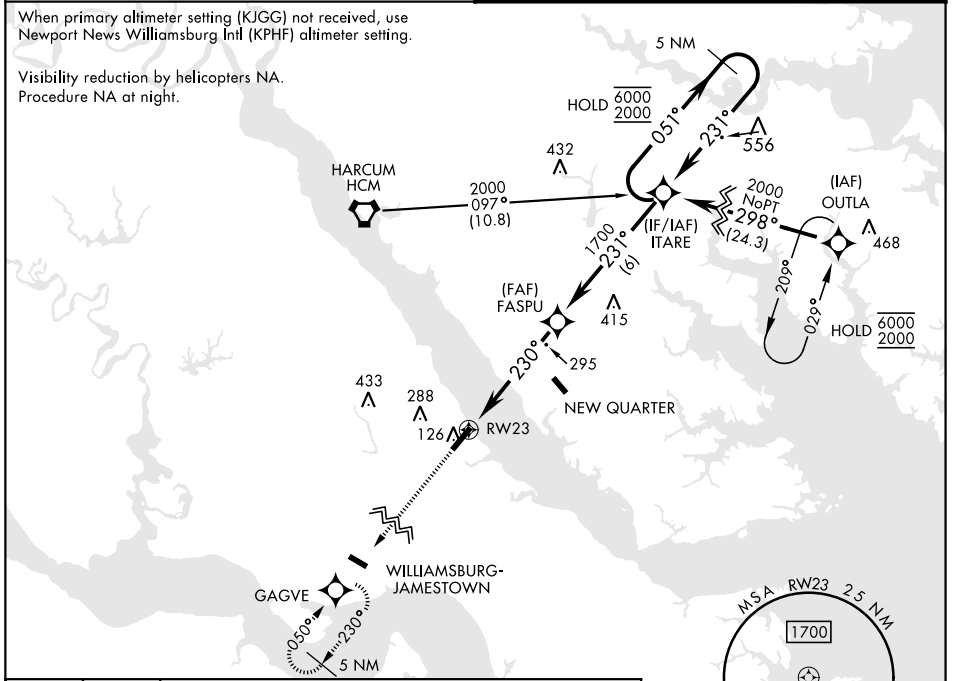 When primary altimeter setting (KJGG) not received, use
Newport News Williamsburg Intl (KPHF) altimeter setting.
Visibility reduction by helicopters NA.
Procedure NA at night.
5 NM
HOLD 6000
2000
051°
231°
556
432
HARCUM
HCM
2000
097°
(10.8)
(IF/IAF)
ITARE
2000
NoPT
298°
(24.3)
(IAF)
OUTLA
468
209°
029°
HOLD 6000
2000
1700
231°
(6)
(FAF)
FASPU
415
230°
295
NEW QUARTER
433
288
126
RW23
WILLIAMSBURG-
JAMESTOWN
GAGVE
050°
230°
5 NM
MSA RW23 25 NM
1700